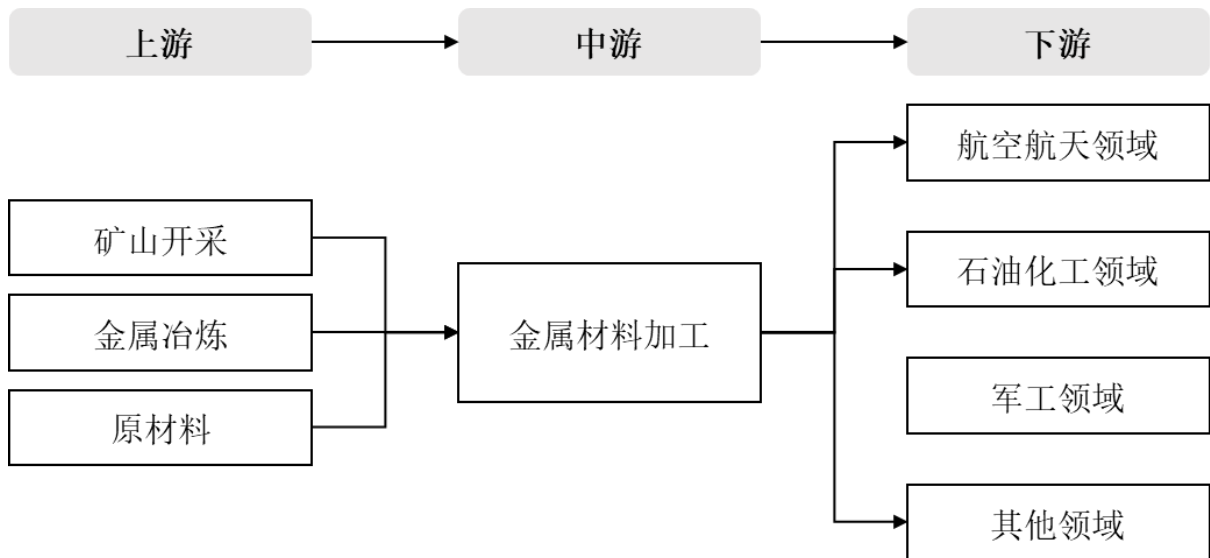 上游
中游
下游
矿山开采
金属冶炼
原材料
金属材料加工
航空航天领域
石油化工领域
军工领域
其他领域